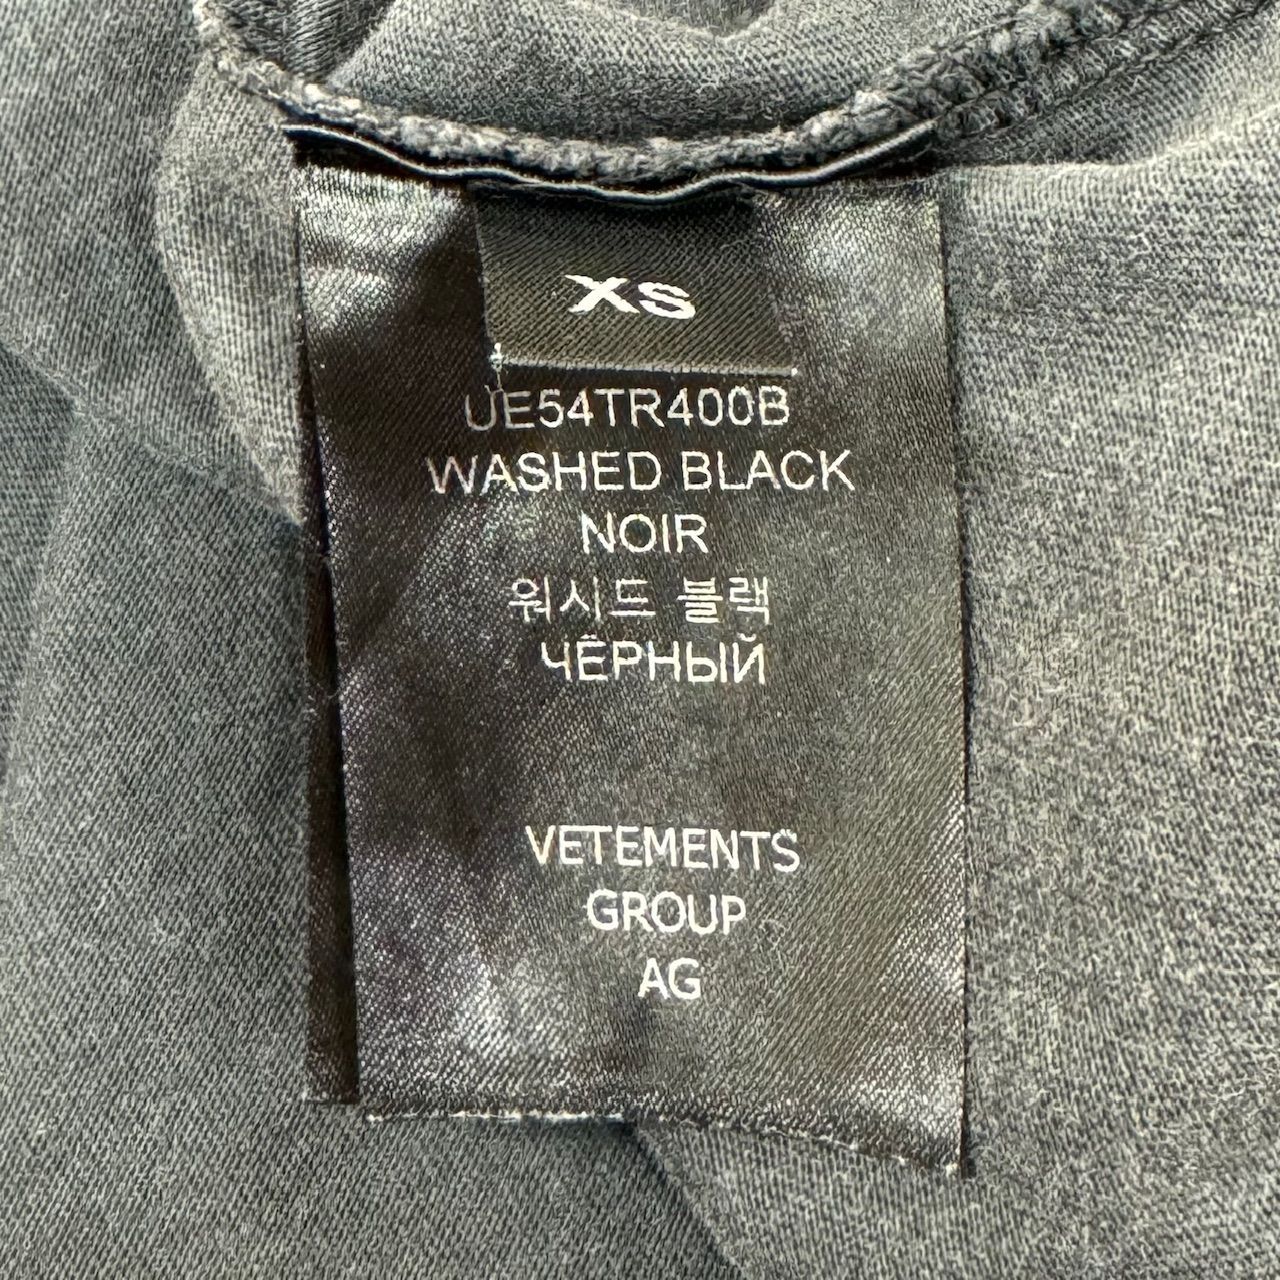 XS
UE54TR400B
WASHED BLACK
NOIR
워시드 블랙
ЧЁРНЫЙ
VETEMENTS
GROUP
AG